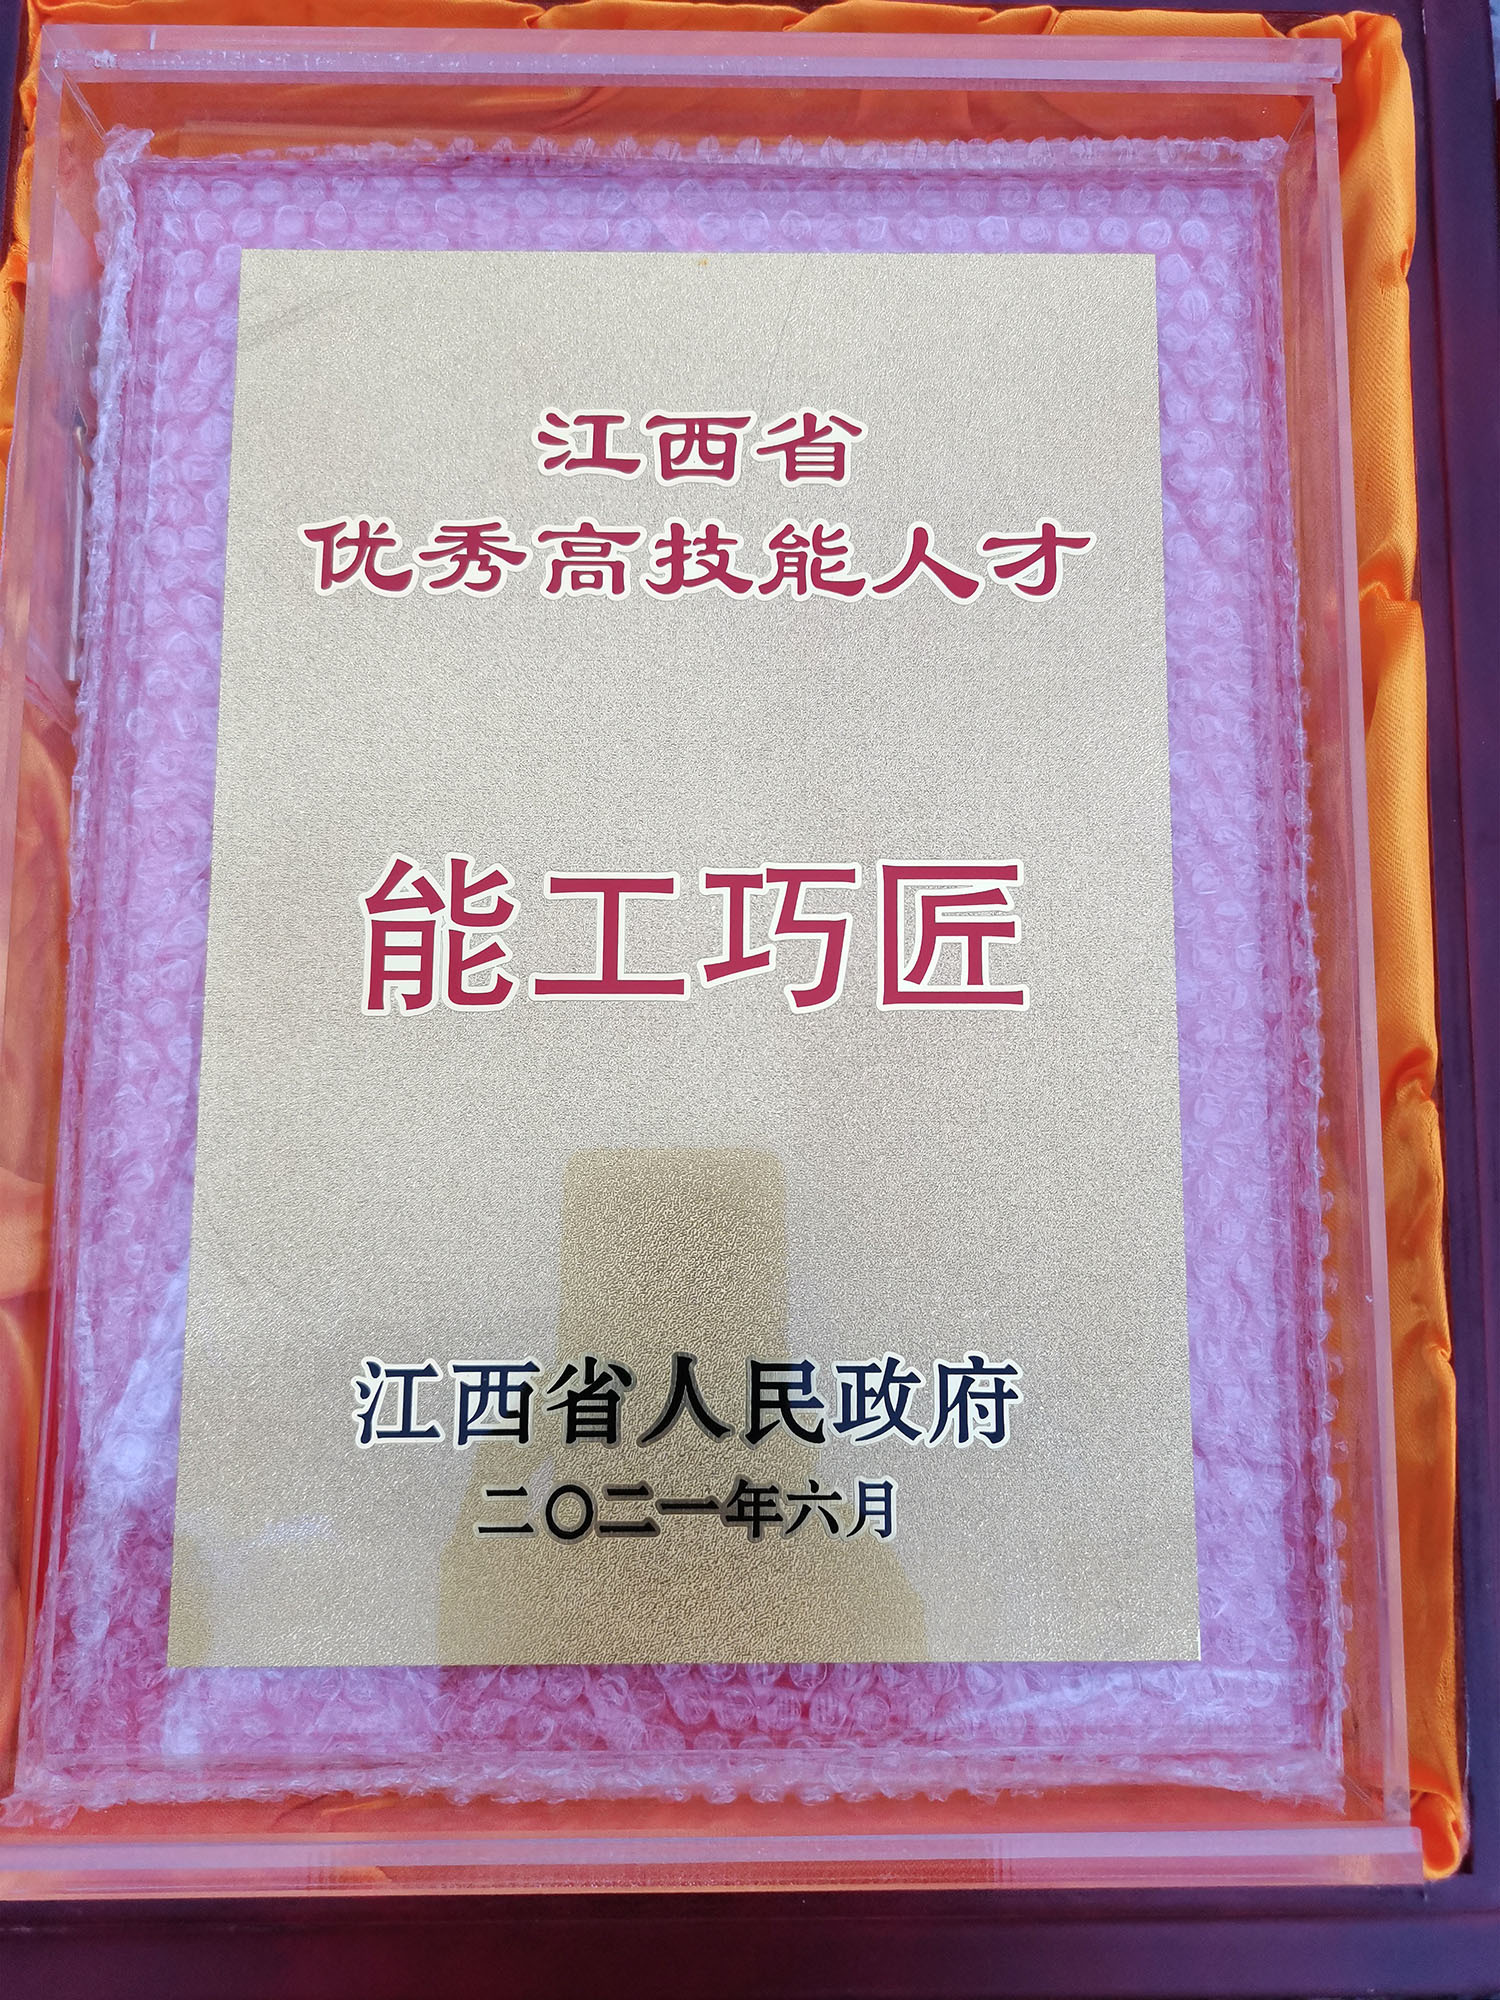 江西省
优秀高技能人才
能工巧匠
江西省人民政府
二〇二一年六月